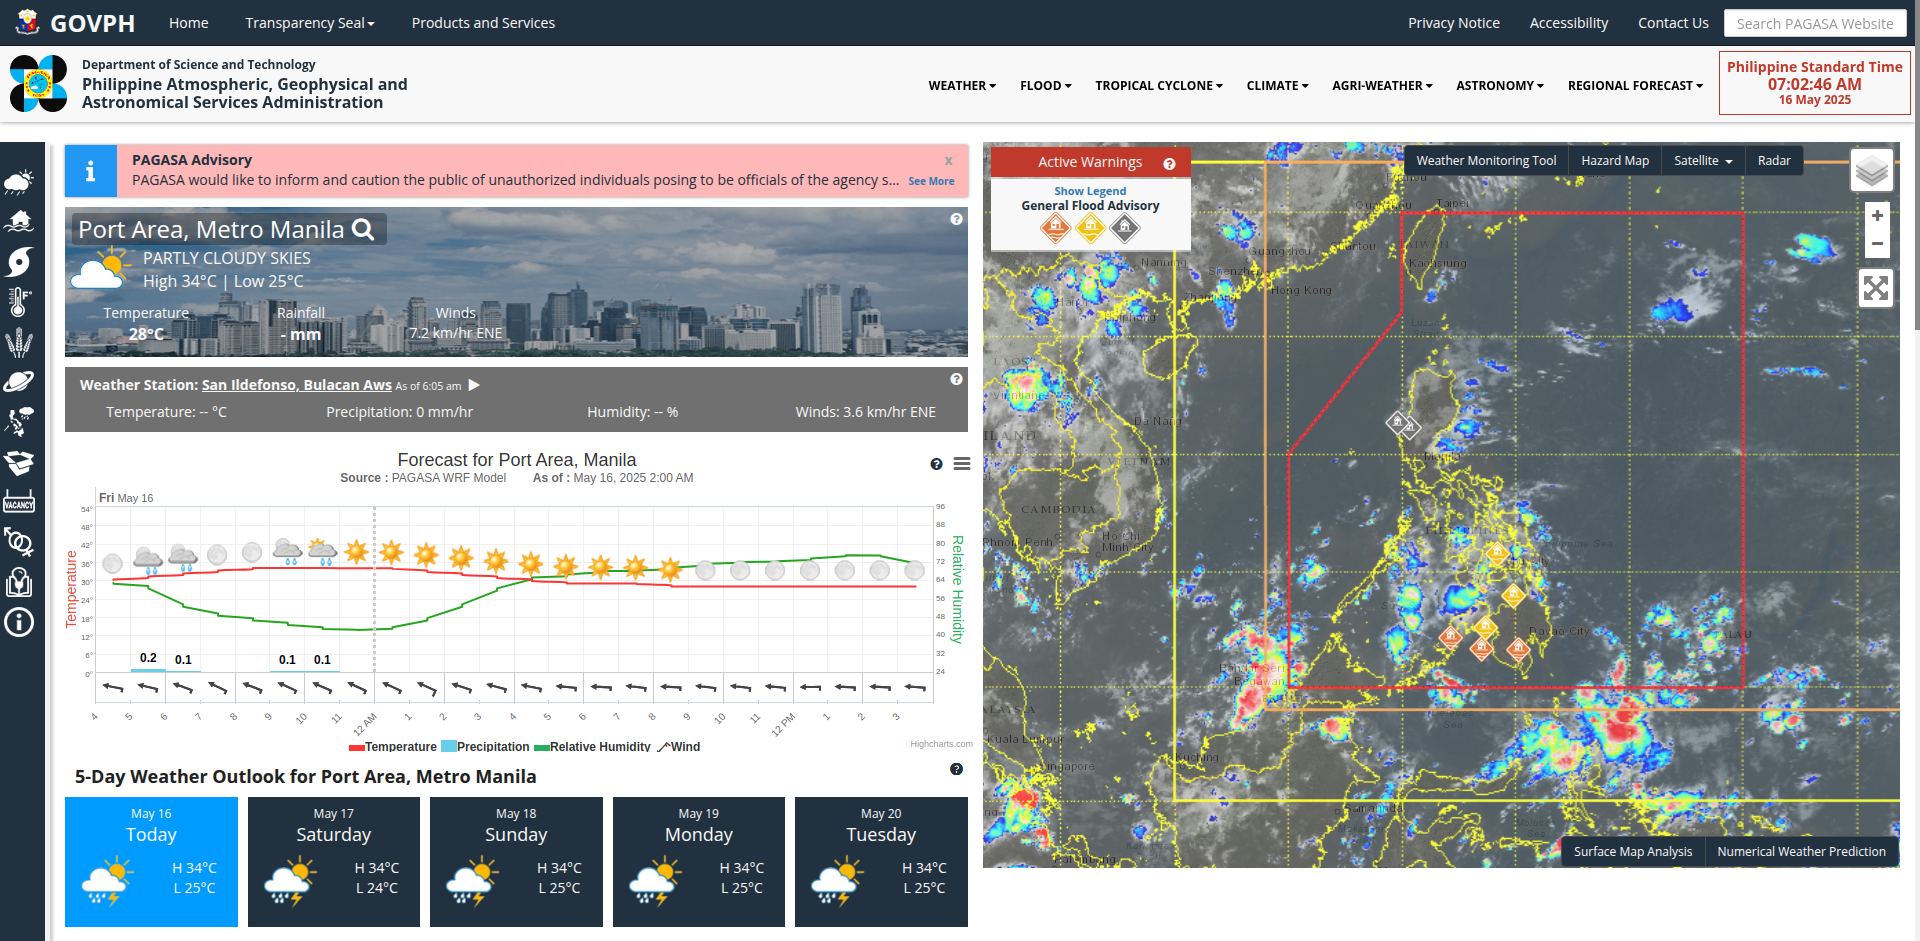 GOVPH
Home
Transparency Seal
Products and Services
Privacy Notice
Accessibility
Contact Us
Search PAGASA Website
Department of Science and Technology
Philippine Atmospheric, Geophysical and
Astronomical Services Administration
WEATHER
FLOOD
TROPICAL CYCLONE
CLIMATE
AGRI-WEATHER
ASTRONOMY
REGIONAL FORECAST
Philippine Standard Time
07:02:46 AM
16 May 2025
VACANCY
PAGASA Advisory
x
PAGASA would like to inform and caution the public of unauthorized individuals posing to be officials of the agency s...
See More
Port Area, Metro Manila
PARTLY CLOUDY SKIES
High 34°C | Low 25°C
Temperature
Rainfall
Winds
28°C
- mm
7.2 km/hr ENE
Weather Station: San Ildefonso, Bulacan Aws As of 6:05 am
Temperature: -- °C
Precipitation: 0 mm/hr
Humidity: -- %
Winds: 3.6 km/hr ENE
Forecast for Port Area, Manila
Source : PAGASA WRF Model
As of : May 16, 2025 2:00 AM
Fri May 16
Temperature
54°
48°
42°
36°
30°
24°
18°
12°
6°
0°
0.2
0.1
0.1
0.1
96
88
80
72
64
56
48
40
32
24
Relative Humidity
4 5 6 7 8 9 10 11 12 AM 1 2 3 4 5 6 7 8 9 10 11 12 PM 1 2 3
Temperature
Precipitation
Relative Humidity
Wind
Highcharts.com
5-Day Weather Outlook for Port Area, Metro Manila
May 16
Today
H 34°C
L 25°C
May 17
Saturday
H 34°C
L 24°C
May 18
Sunday
H 34°C
L 25°C
May 19
Monday
H 34°C
L 25°C
May 20
Tuesday
H 34°C
L 25°C
Active Warnings
Show Legend
General Flood Advisory
Weather Monitoring Tool
Hazard Map
Satellite
Radar
+
−
Taipei
Guangzhou
Kaohsiung
Nanning
Shenzhen
Hong Kong
Da Nang
VIETNAM
CAMBODIA
Phnom Penh
Ho Chi
Minh City
Davao City
Bandar Seri
Begawan
Kuala Lumpur
Singapore
Kuching
Surface Map Analysis
Numerical Weather Prediction